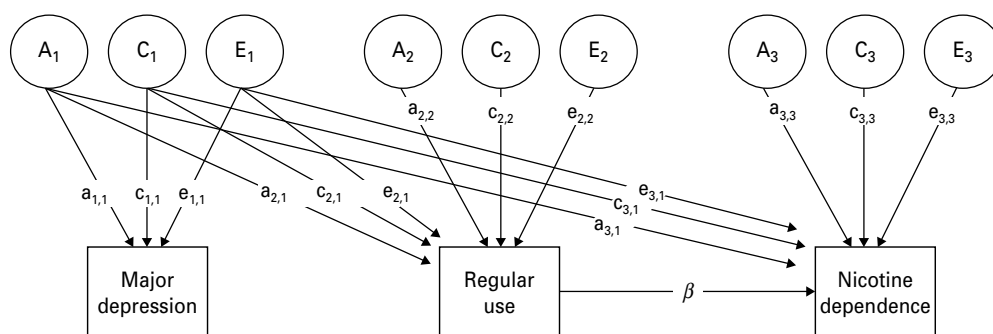 A1 C1 E1 A2 C2 E2 A3 C3 E3
a2,2 c2,2 e2,2 a3,3 c3,3 e3,3
a1,1 c1,1 e1,1 a2,1 c2,1 e2,1 a3,1 c3,1 e3,1
Major
depression
Regular
use
β
Nicotine
dependence